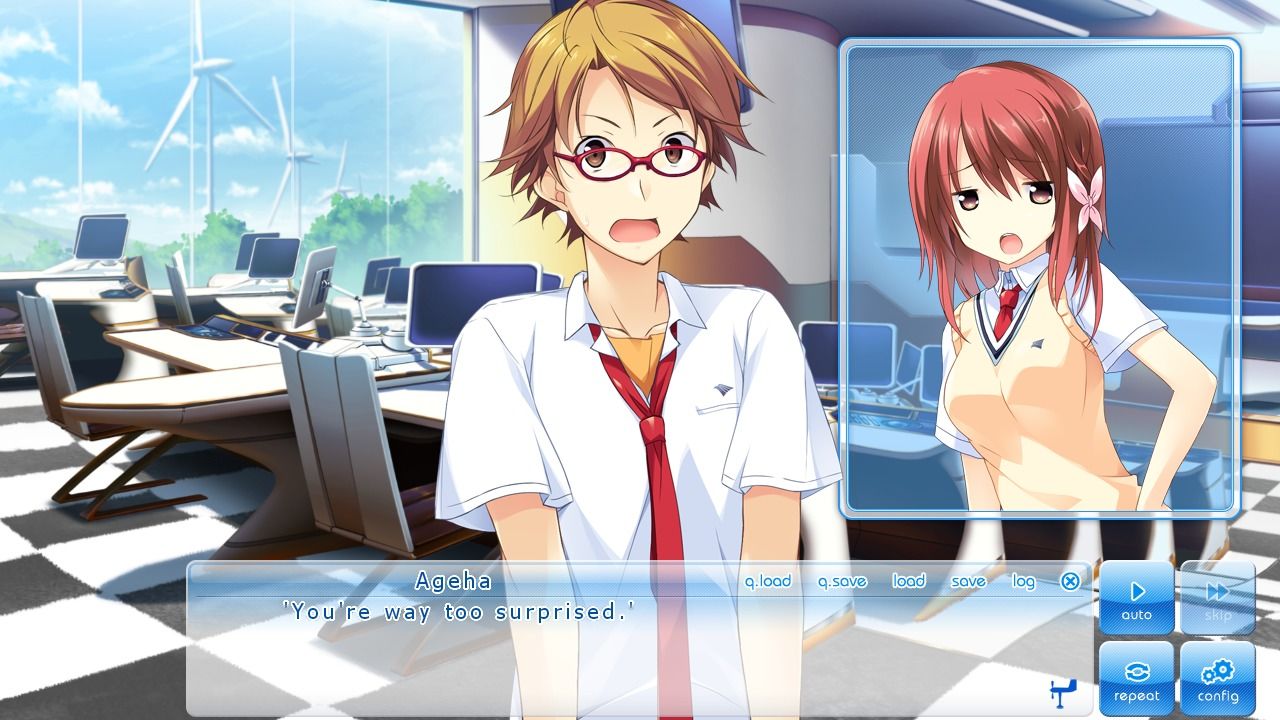 Ageha
q.load q.save load save log
'You're way too surprised.'
auto
skip
repeat
config